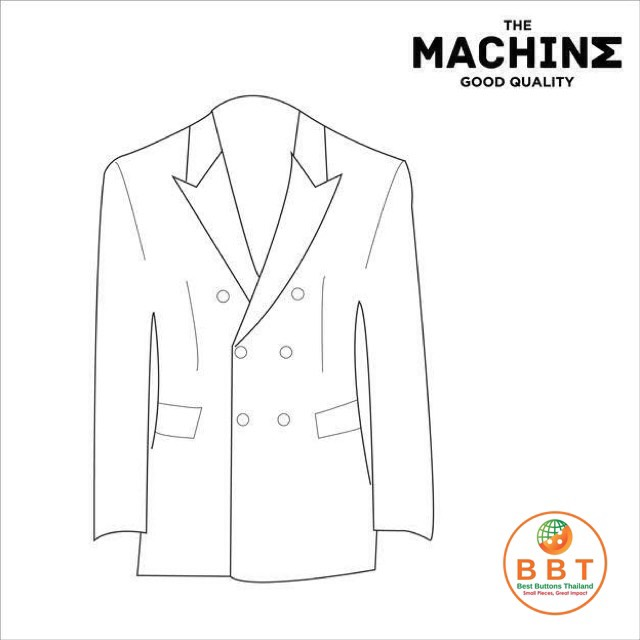 THE
MACHINΣ
GOOD QUALITY
BBT
Best Buttons Thailand
Small Pieces, Great Impact